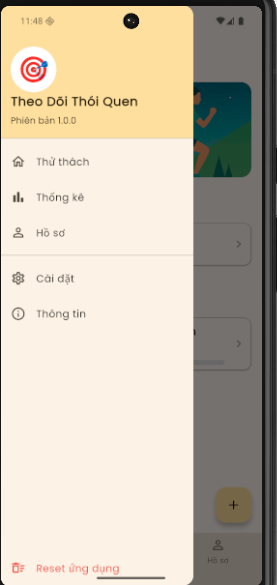 11:48
Theo Dõi Thói Quen
Phiên bản 1.0.0
Thử thách
Thống kê
Hồ sơ
Cài đặt
Thông tin
Reset ứng dụng
Hồ sơ